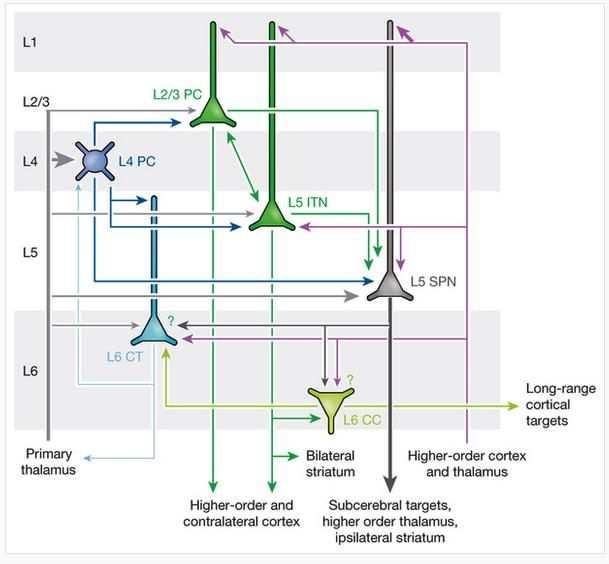 L1
L2/3
L2/3 PC
L4
L4 PC
L5 ITN
L5
L5 SPN
?
L6 CT
L6
?
L6 CC
Long-range
cortical
targets
Primary
thalamus
Bilateral
striatum
Higher-order cortex
and thalamus
Higher-order and
contralateral cortex
Subcerebral targets,
higher order thalamus,
ipsilateral striatum